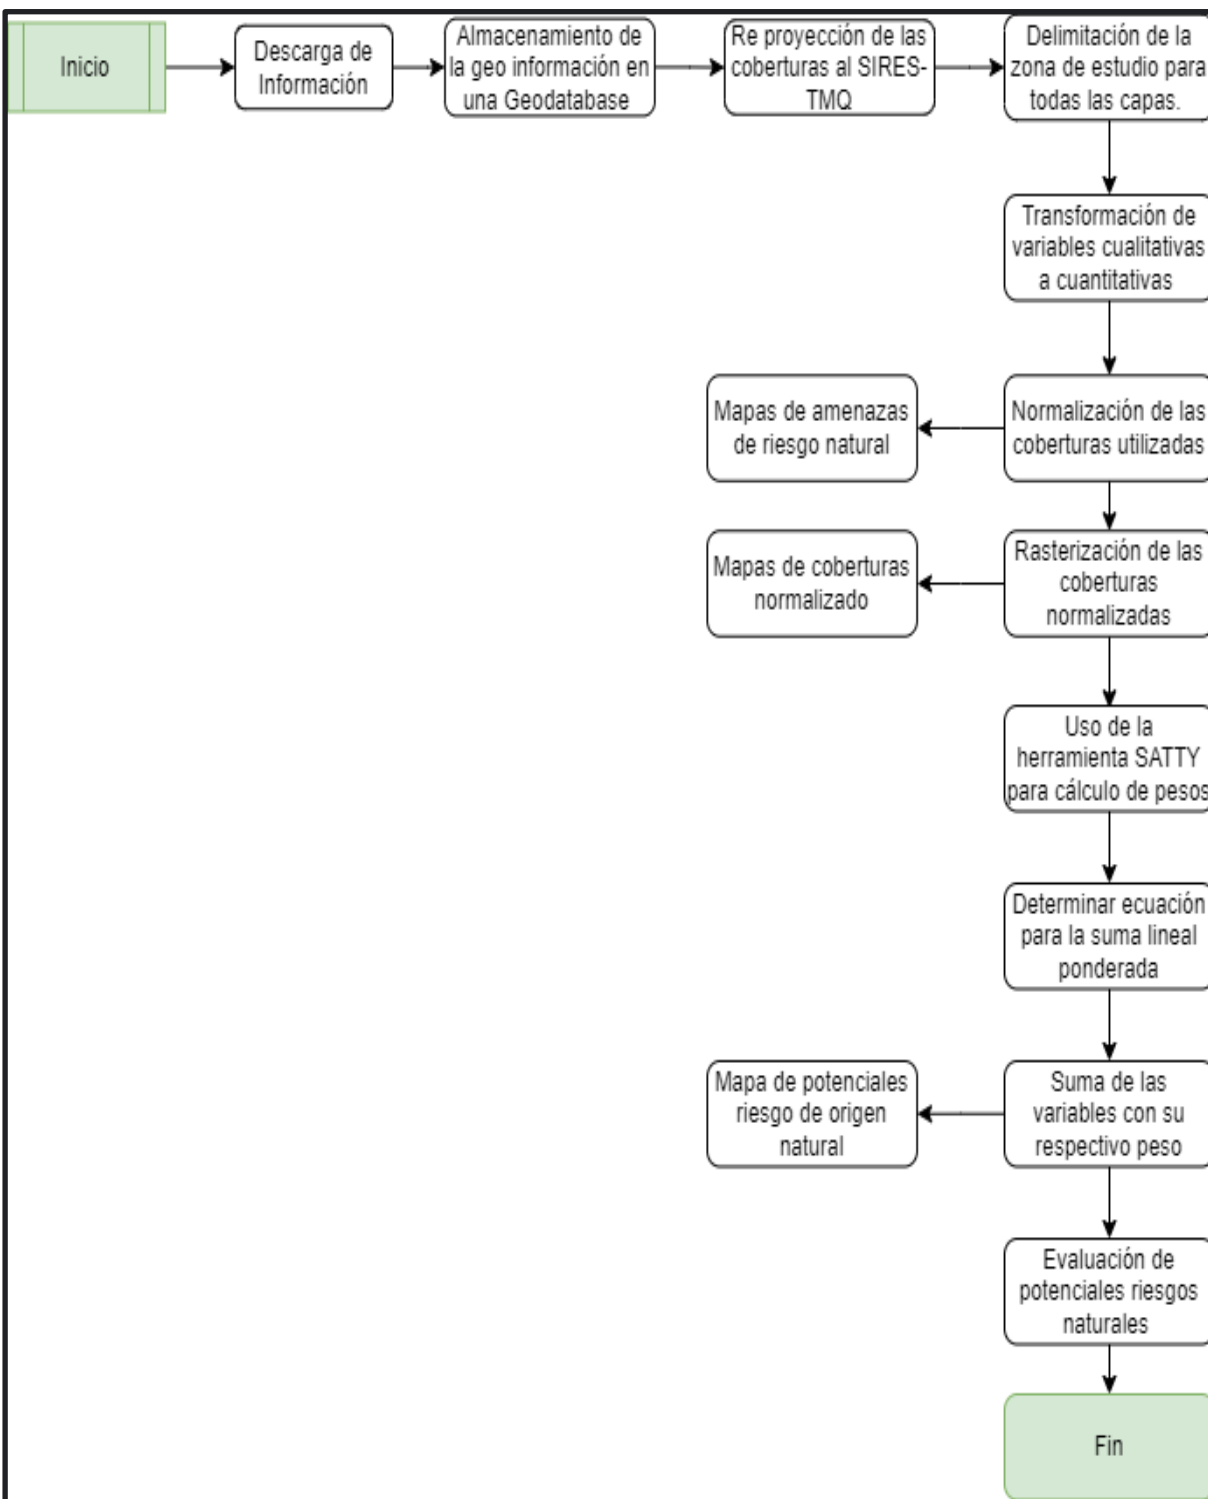 Inicio
Descarga de
Información
Almacenamiento de
la geo información en
una Geodatabase
Re proyección de las
coberturas al SIRES-
TMQ
Delimitación de la
zona de estudio para
todas las capas.
Transformación de
variables cualitativas
a cuantitativas
Normalización de las
coberturas utilizadas
Mapas de amenazas
de riesgo natural
Rasterización de las
coberturas
normalizadas
Mapas de coberturas
normalizado
Uso de la
herramienta SATTY
para cálculo de pesos
Determinar ecuación
para la suma lineal
ponderada
Suma de las
variables con su
respectivo peso
Mapa de potenciales
riesgo de origen
natural
Evaluación de
potenciales riesgos
naturales
Fin